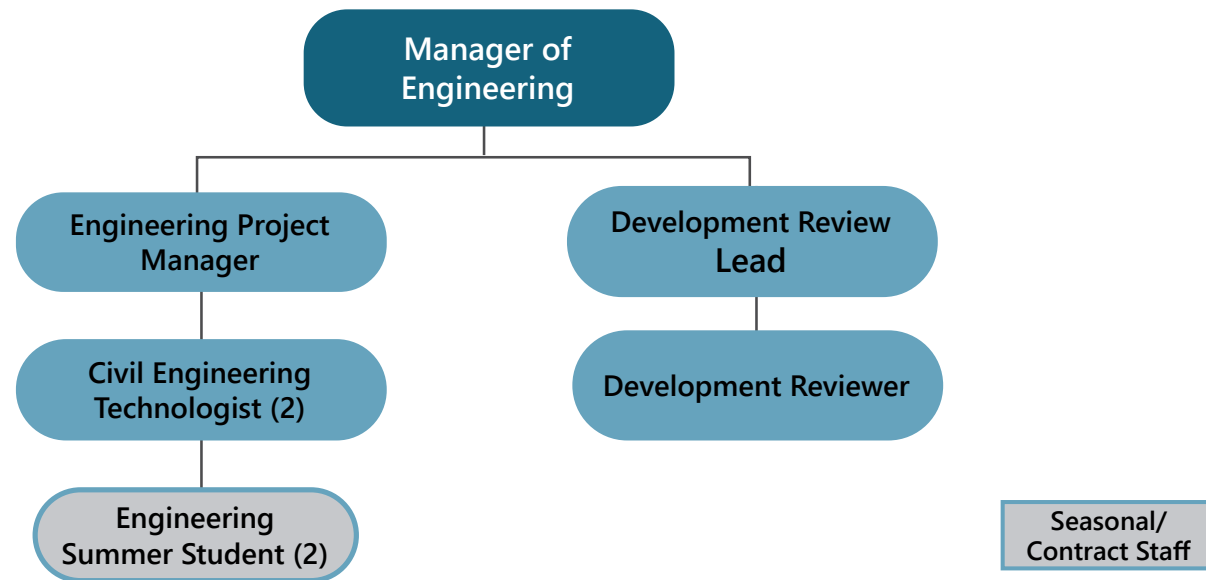 Manager of
Engineering
Engineering Project
Manager
Development Review
Lead
Civil Engineering
Technologist (2)
Development Reviewer
Engineering
Summer Student (2)
Seasonal/
Contract Staff